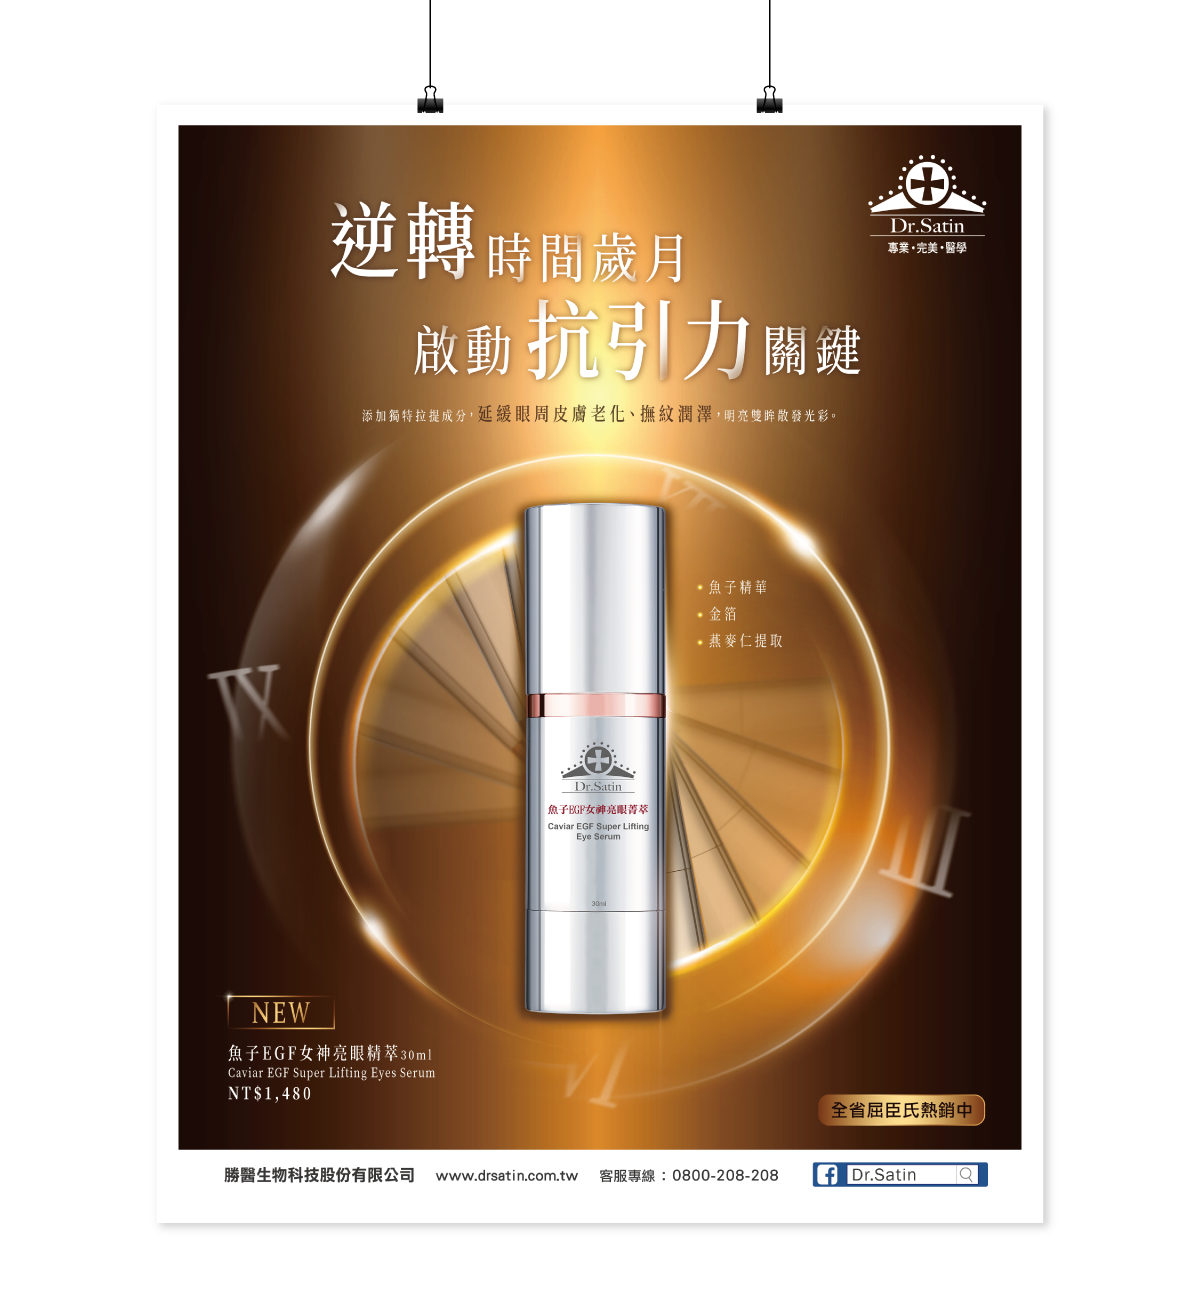 逆轉時間歲月
啟動抗引力關鍵
添加獨特拉提成分，延緩眼周皮膚老化、撫紋潤澤，明亮雙眸散發光彩。
Dr.Satin
專業・完美・醫學
VII
• 魚子精華
• 金箔
• 燕麥仁提取
IX
III
VI
Dr.Satin
魚子EGF女神亮眼菁萃
Caviar EGF Super Lifting
Eye Serum
30ml
NEW
魚子EGF女神亮眼精萃30ml
Caviar EGF Super Lifting Eyes Serum
NT$1,480
全省屈臣氏熱銷中
勝醫生物科技股份有限公司 www.drsatin.com.tw 客服專線：0800-208-208 f Dr.Satin